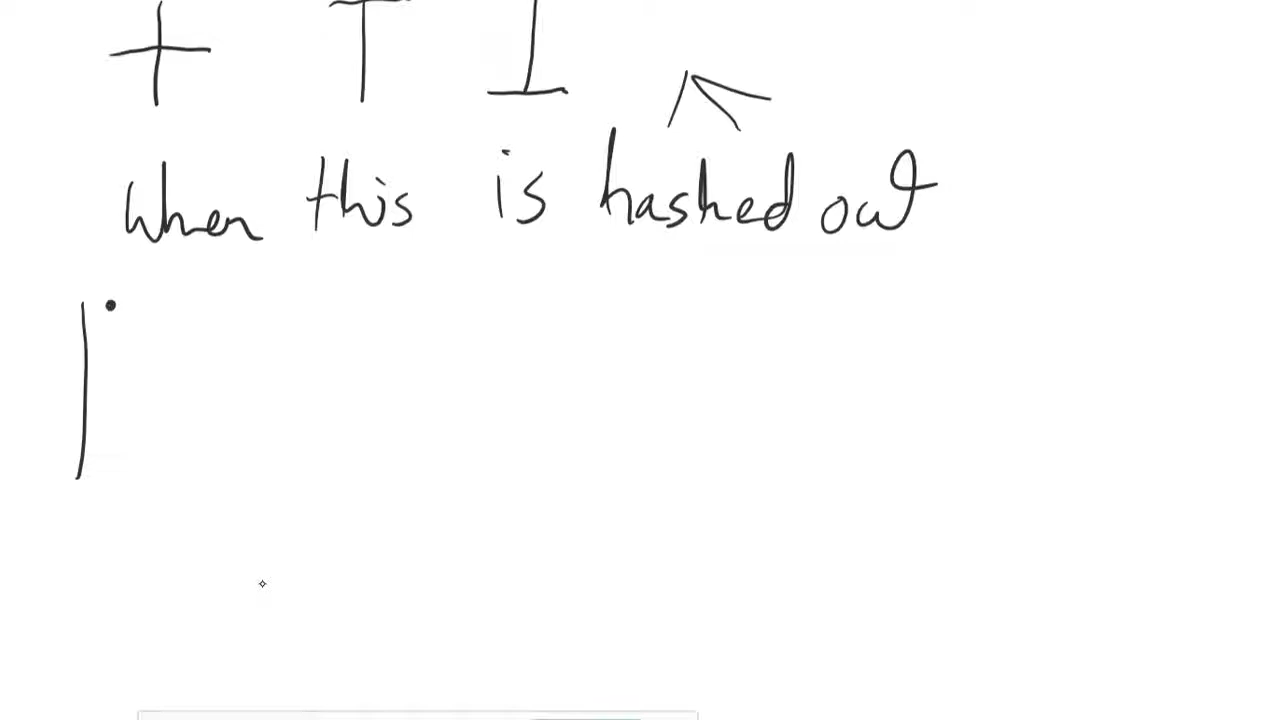 + T ⊥
when this is hashed out